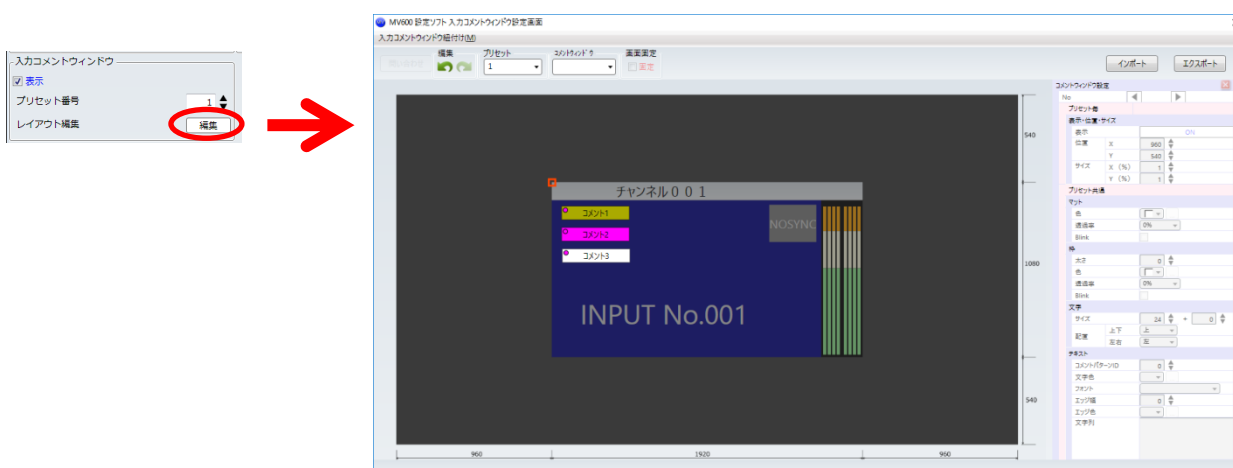 入力コメントウィンドウ
表示
プリセット番号 1
レイアウト編集 編集
MV600 設定ソフト 入力コメントウィンドウ設定画面
入力コメントウィンドウ紐付け(M)
編集 プリセット コメントウィンドウ 画面固定
1 固定
インポート エクスポート
チャンネル001
コメント1
コメント2
コメント3
NOSYNC
INPUT No.001
540
1080
540
960 1920 960
コメントウィンドウ設定
No
プリセット毎
表示・位置・サイズ
表示 ON
位置 X 960
Y 540
サイズ X (%) 1
Y (%) 1
プリセット共通
マット
色
透過率 0%
Blink
枠
太さ 0
色
透過率 0%
Blink
文字
サイズ 24 + 0
配置 上下 上
左右 左
テキスト
コメントパターンID 0
文字色
フォント
エッジ幅 0
エッジ色
文字列